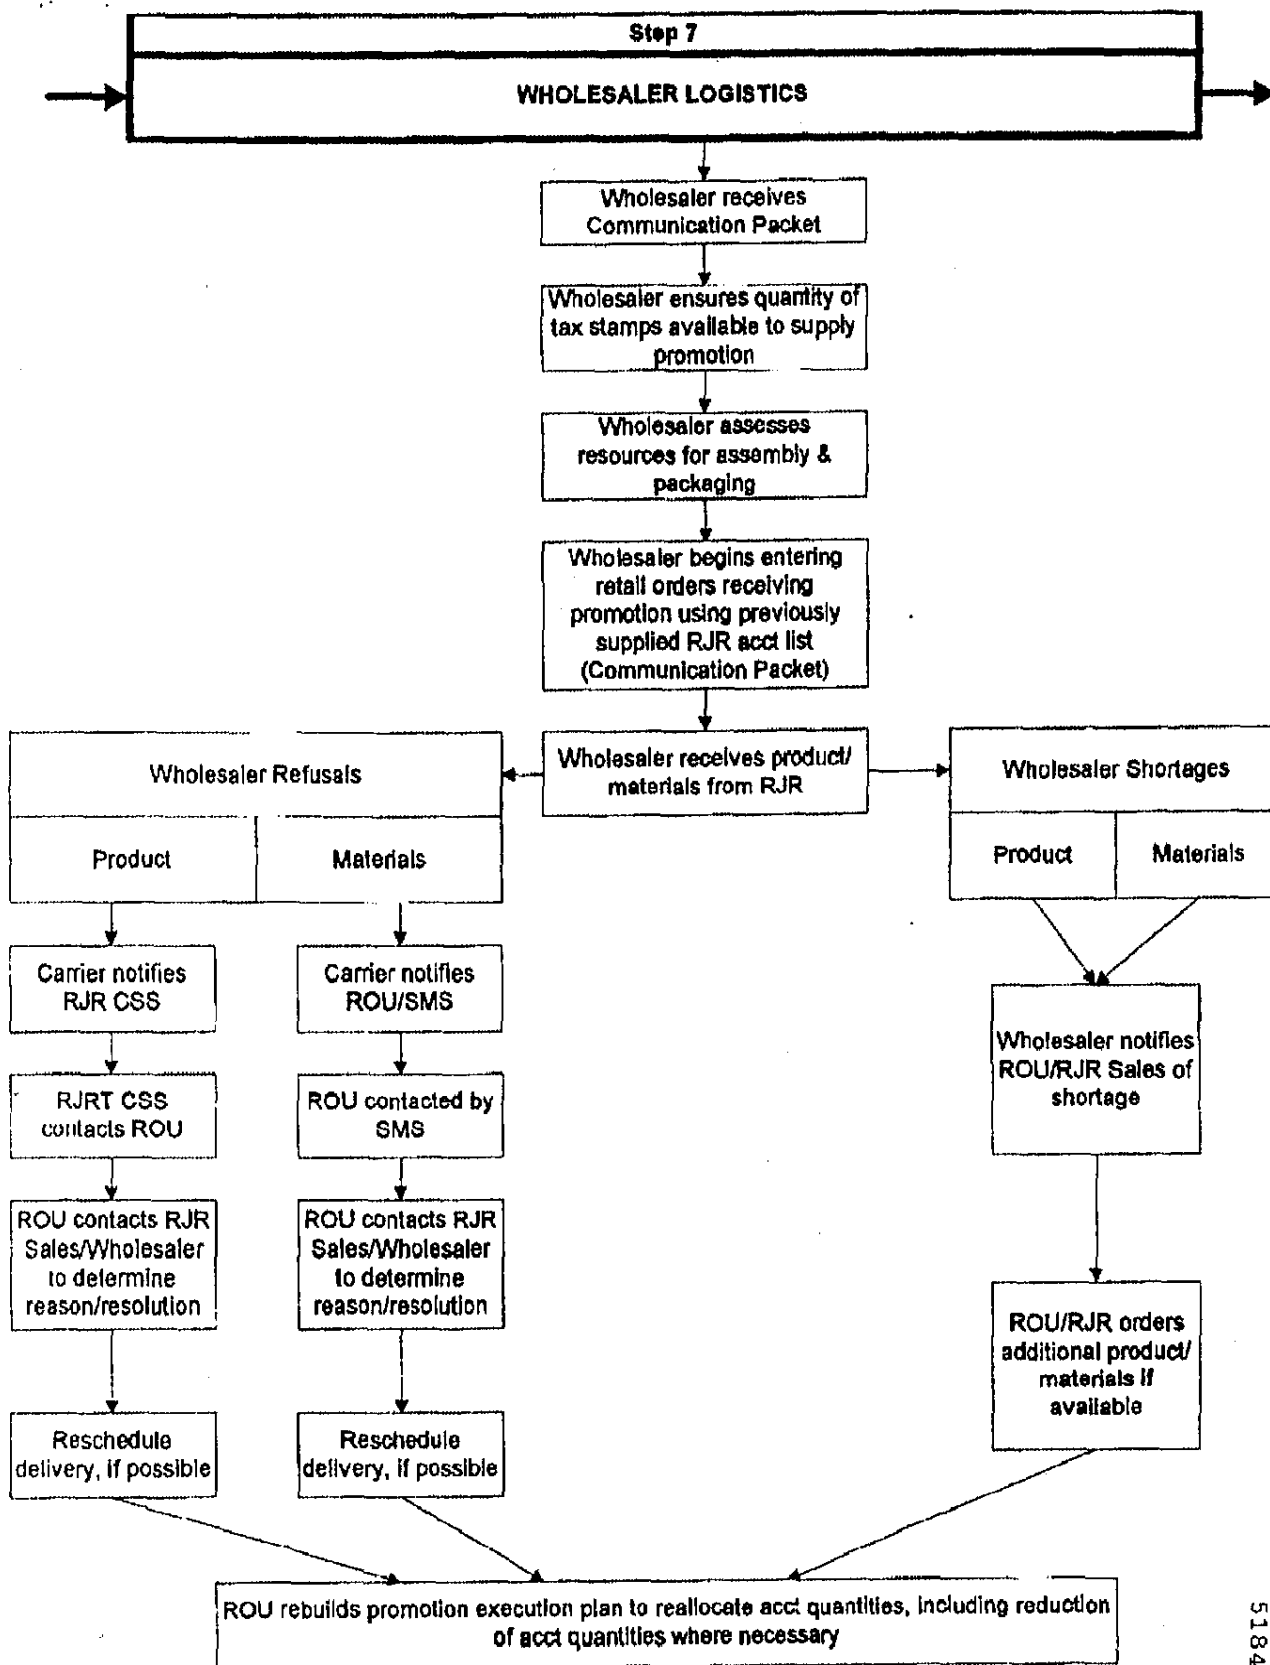 Step 7
WHOLESALER LOGISTICS
Wholesaler receives
Communication Packet
Wholesaler ensures quantity of
tax stamps available to supply
promotion
Wholesaler assesses
resources for assembly &
packaging
Wholesaler begins entering
retail orders receiving
promotion using previously
supplied RJR acct list
(Communication Packet)
Wholesaler receives product/
materials from RJR
Wholesaler Refusals
Product
Materials
Carrier notifies
RJR CSS
RJRT CSS
contacts ROU
ROU contacts RJR
Sales/Wholesaler
to determine
reason/resolution
Reschedule
delivery, if possible
Carrier notifies
ROU/SMS
ROU contacted by
SMS
ROU contacts RJR
Sales/Wholesaler
to determine
reason/resolution
Reschedule
delivery, if possible
Wholesaler Shortages
Product
Materials
Wholesaler notifies
ROU/RJR Sales of
shortage
ROU/RJR orders
additional product/
materials if
available
ROU rebuilds promotion execution plan to reallocate acct quantities, including reduction
of acct quantities where necessary
5184